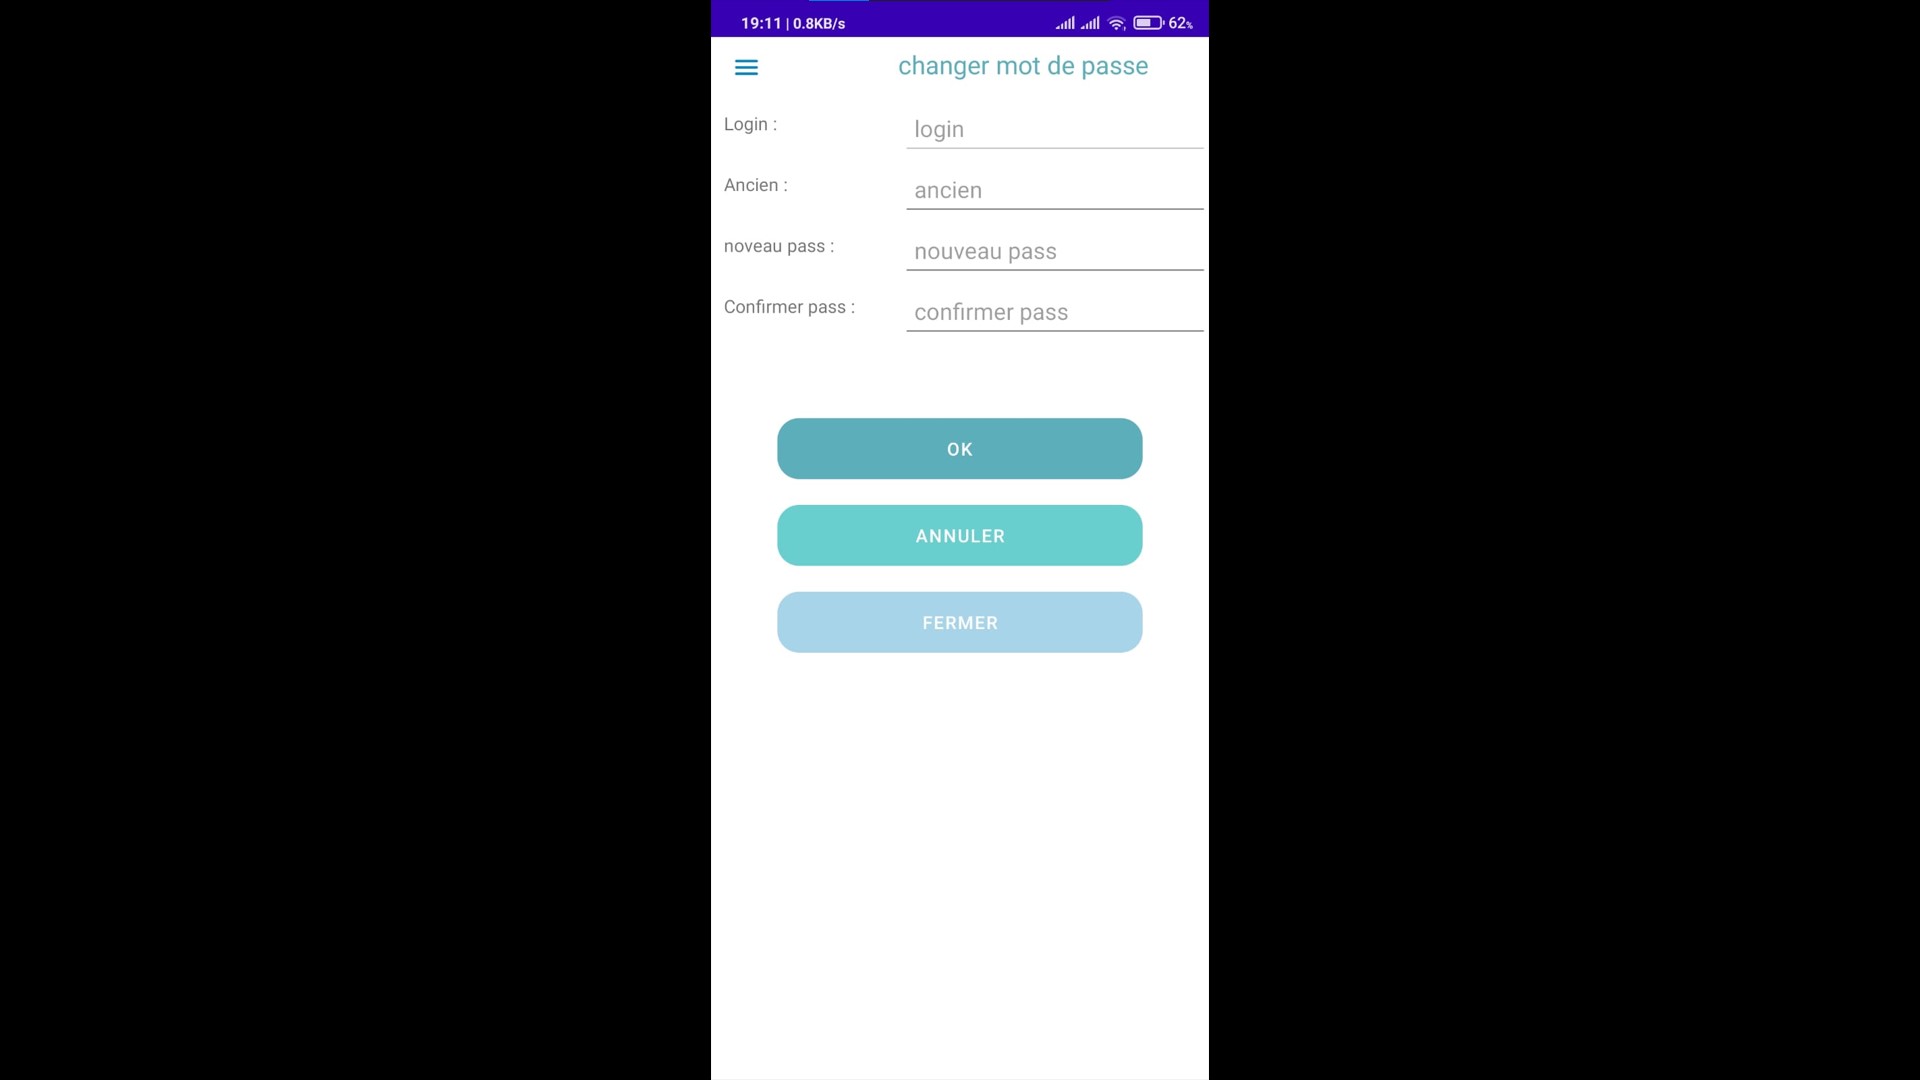 19:11 | 0.8KB/s 62%
changer mot de passe
Login : login
Ancien : ancien
noveau pass : nouveau pass
Confirmer pass : confirmer pass
OK
ANNULER
FERMER